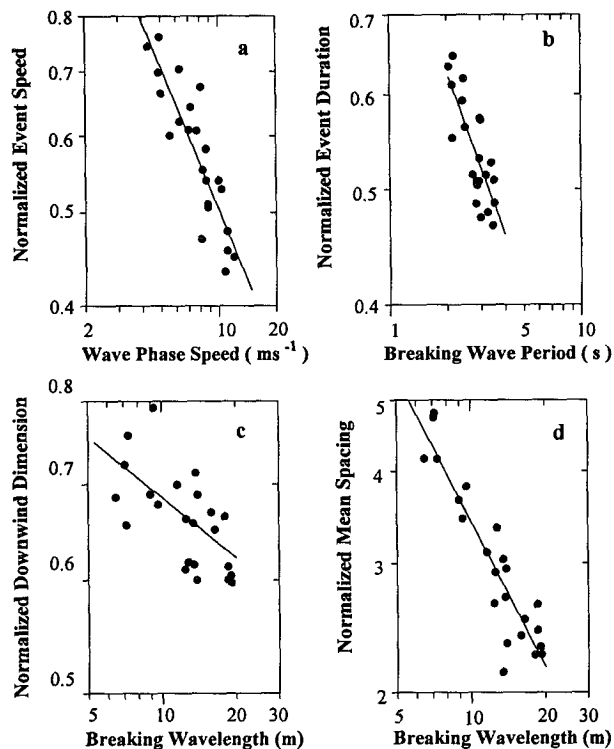 0.8
0.7
0.6
0.5
0.4
Normalized Event Speed
a
2
10
20
Wave Phase Speed ( ms -1 )
0.8
0.7
0.6
0.5
0.4
Normalized Event Duration
b
1
10
Breaking Wave Period ( s )
0.8
0.7
0.6
0.5
Normalized Downwind Dimension
c
5
10
20
30
Breaking Wavelength (m)
5
4
3
2
Normalized Mean Spacing
d
5
10
20
30
Breaking Wavelength (m)